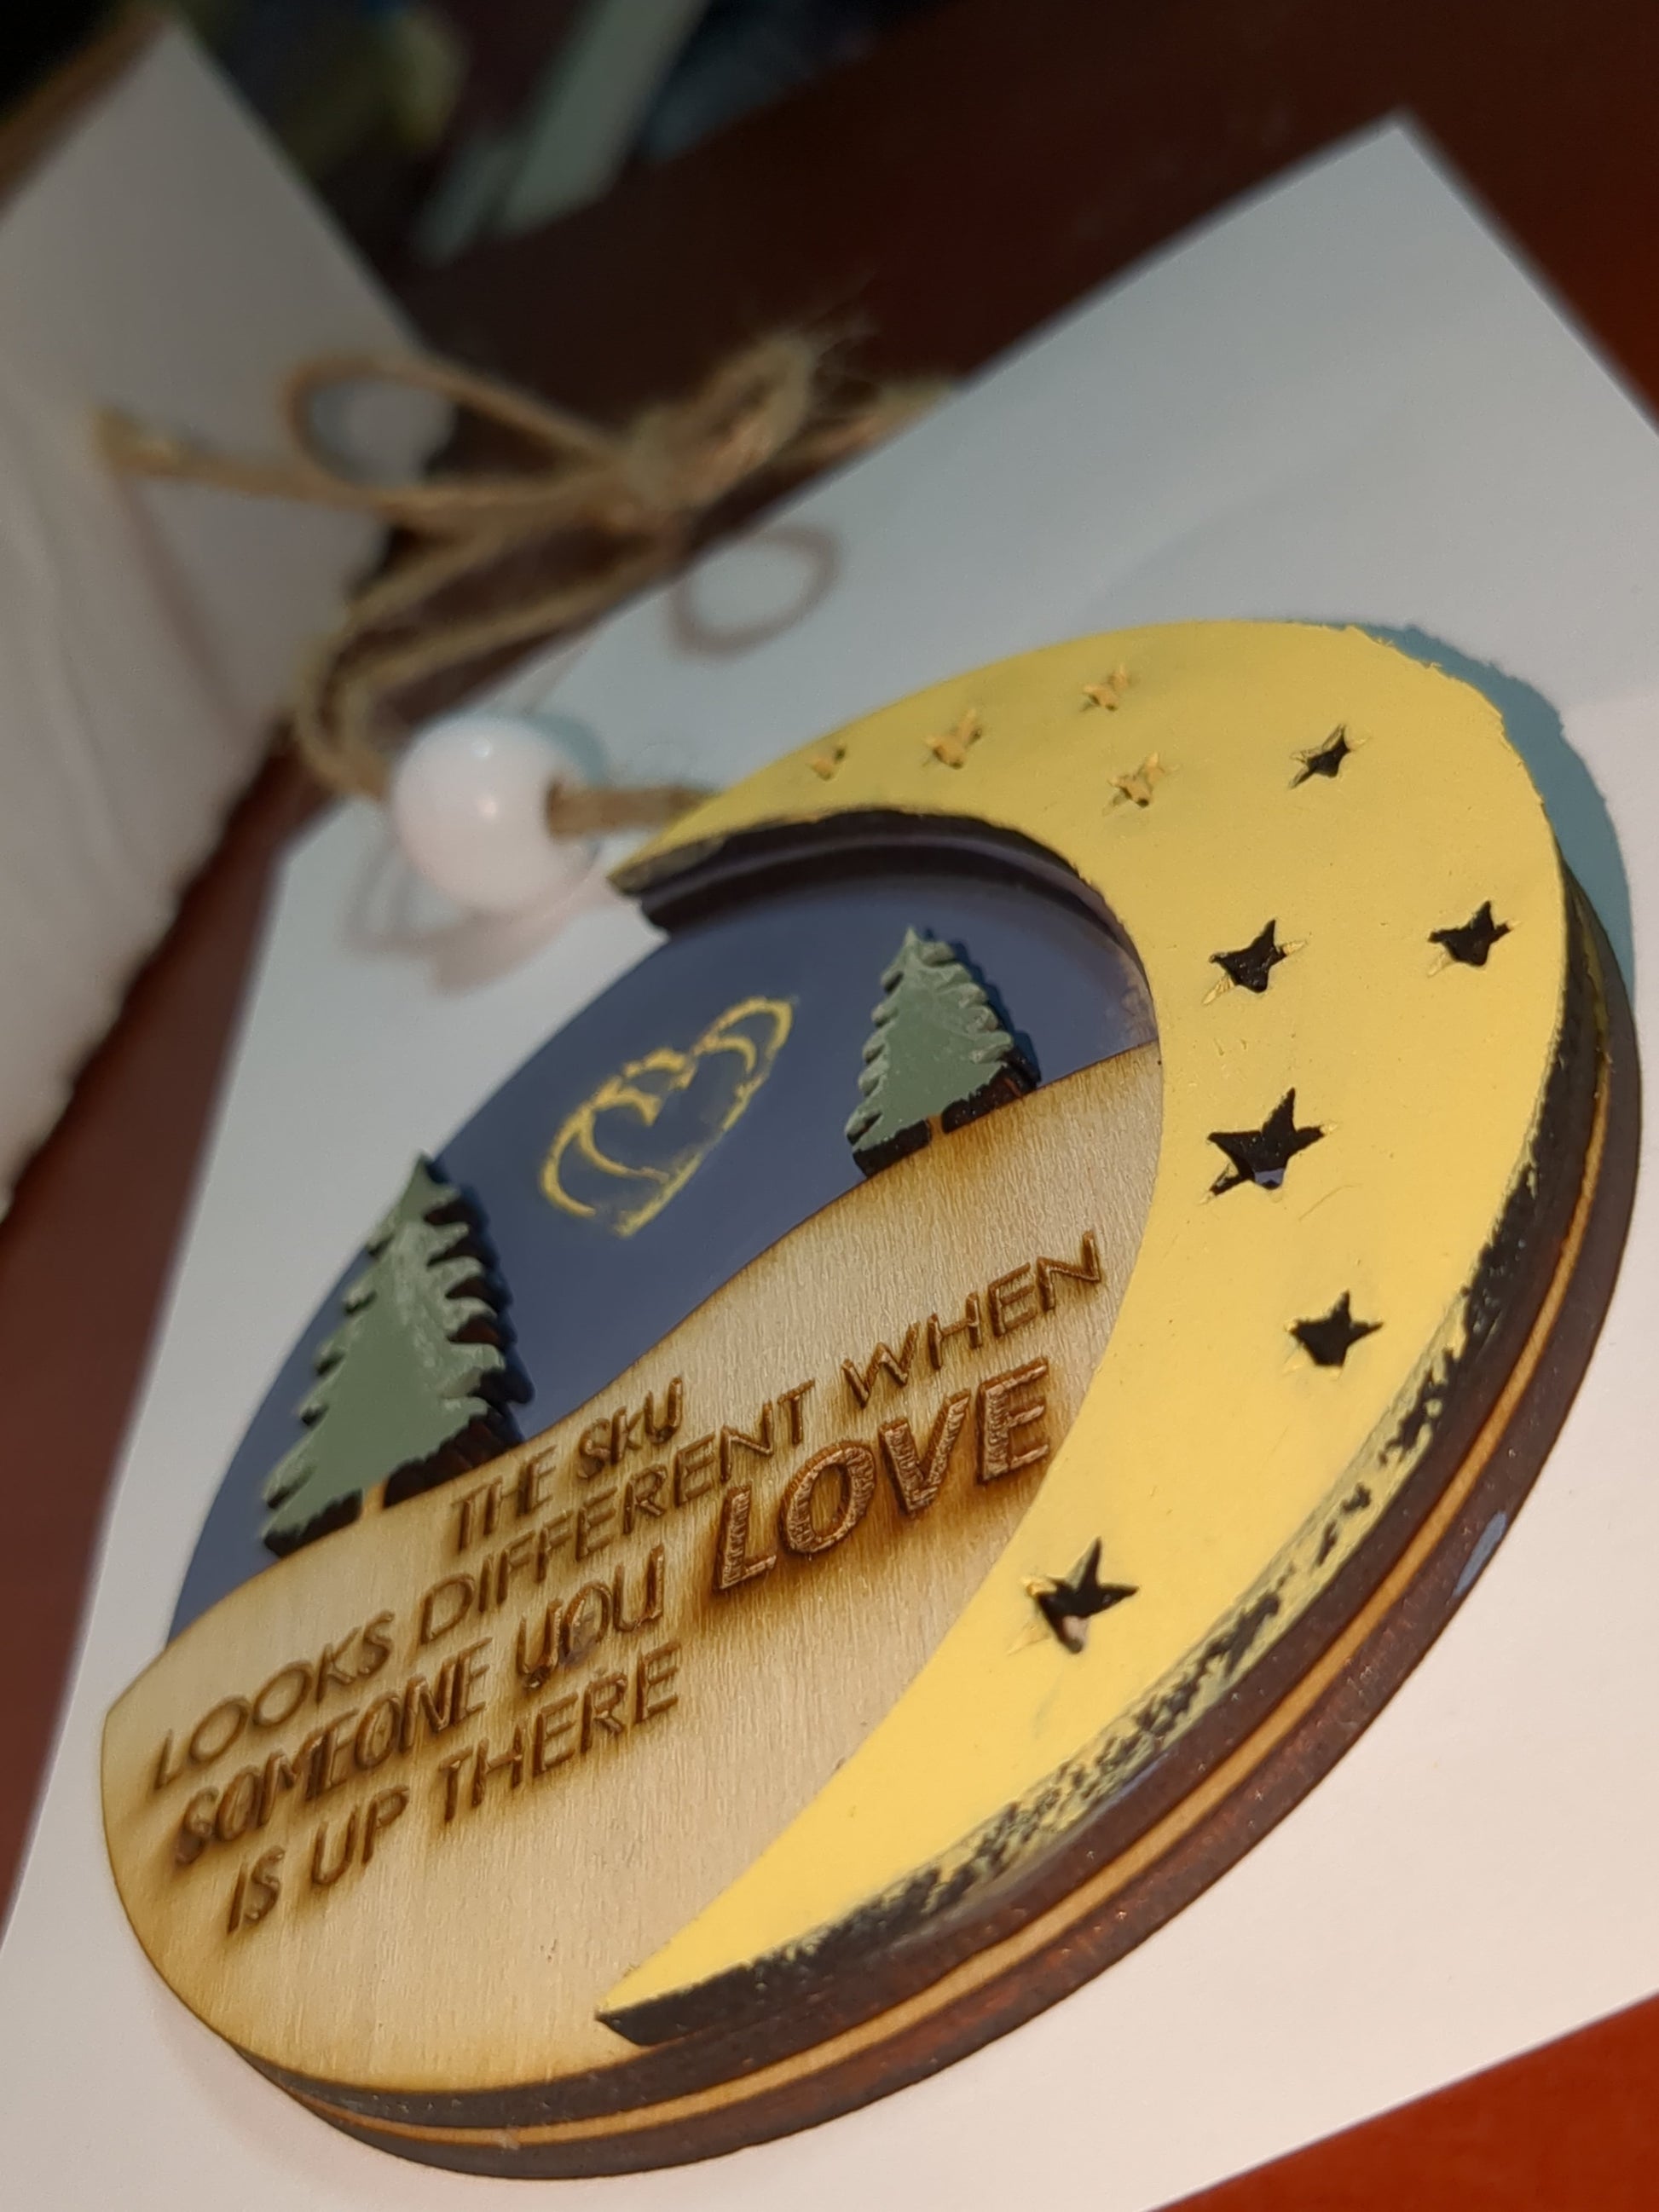 THE SKY
LOOKS DIFFERENT WHEN
SOMEONE YOU LOVE
IS UP THERE